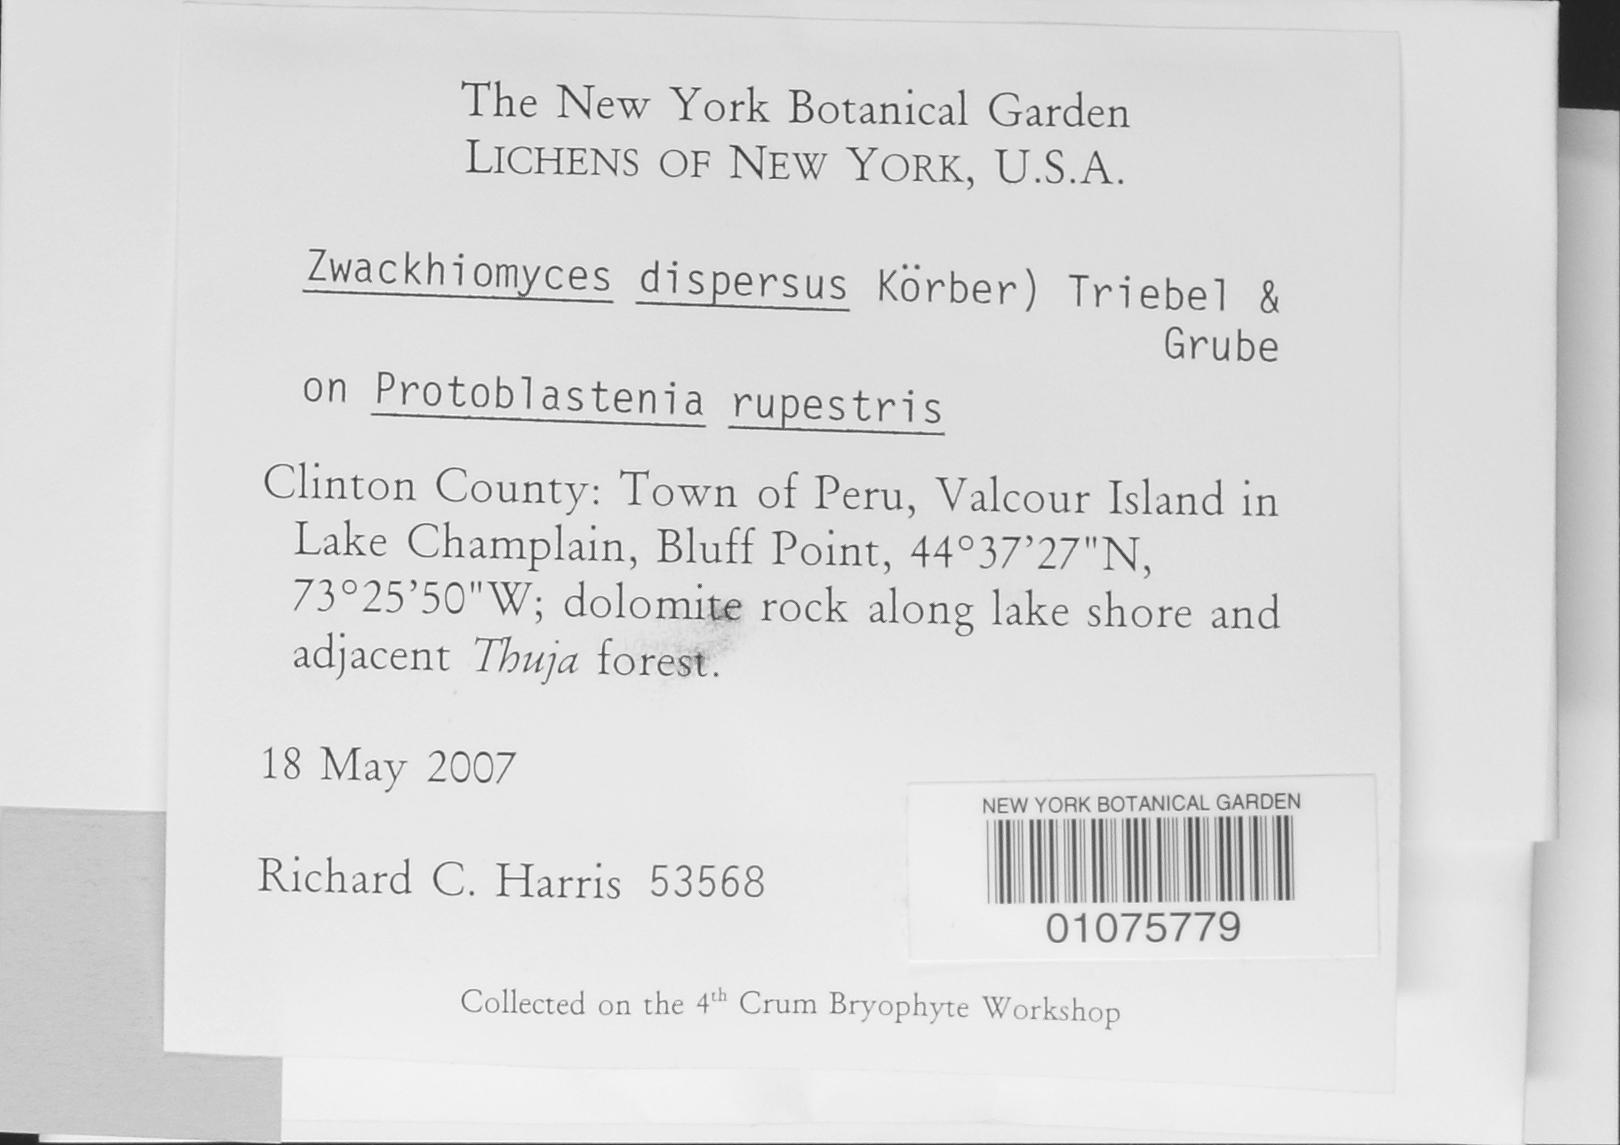 The New York Botanical Garden
LICHENS OF NEW YORK, U.S.A.
Zwackhiomyces dispersus Körber) Triebel &
Grube
on Protoblastenia rupestris
Clinton County: Town of Peru, Valcour Island in
Lake Champlain, Bluff Point, 44°37’27"N,
73°25’50"W; dolomite rock along lake shore and
adjacent Thuja forest.
18 May 2007
Richard C. Harris 53568
NEW YORK BOTANICAL GARDEN
01075779
Collected on the 4th Crum Bryophyte Workshop